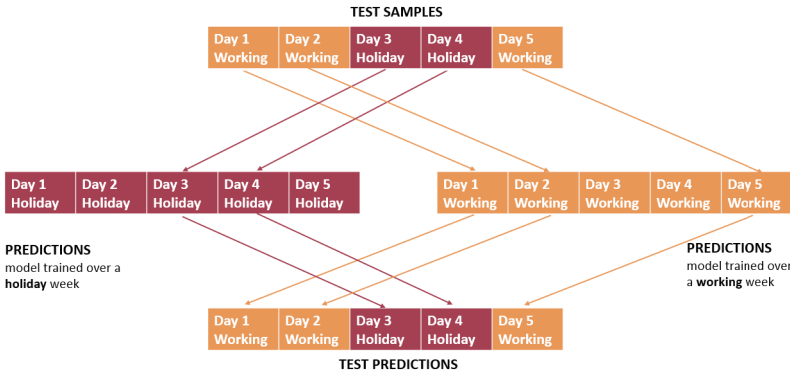 TEST SAMPLES
Day 1 Day 2 Day 3 Day 4 Day 5
Working Working Holiday Holiday Working
Day 1 Day 2 Day 3 Day 4 Day 5
Holiday Holiday Holiday Holiday Holiday
Day 1 Day 2 Day 3 Day 4 Day 5
Working Working Working Working Working
PREDICTIONS
model trained over a
holiday week
PREDICTIONS
model trained over
a working week
Day 1 Day 2 Day 3 Day 4 Day 5
Working Working Holiday Holiday Working
TEST PREDICTIONS